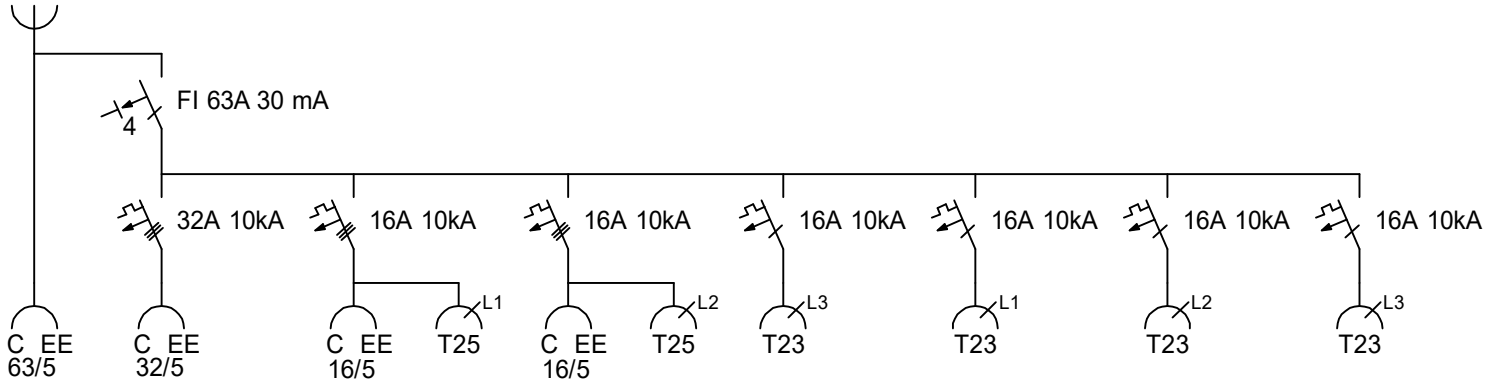 FI 63A 30 mA
4
32A 10kA
16A 10kA
16A 10kA
16A 10kA
16A 10kA
16A 10kA
16A 10kA
L1
L2
L3
L1
L2
L3
C EE
63/5
C EE
32/5
C EE
16/5
T25
C EE
16/5
T25
T23
T23
T23
T23